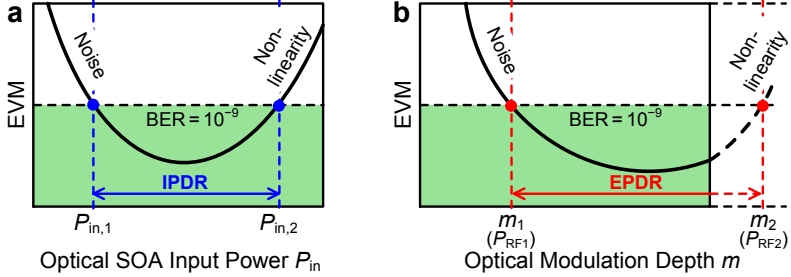 a
EVM
Noise
Non-
linearity
BER = 10⁻⁹
IPDR
P_in,1
P_in,2
Optical SOA Input Power P_in
b
EVM
Noise
Non-
linearity
BER = 10⁻⁹
EPDR
m₁
(P_RF1)
m₂
(P_RF2)
Optical Modulation Depth m